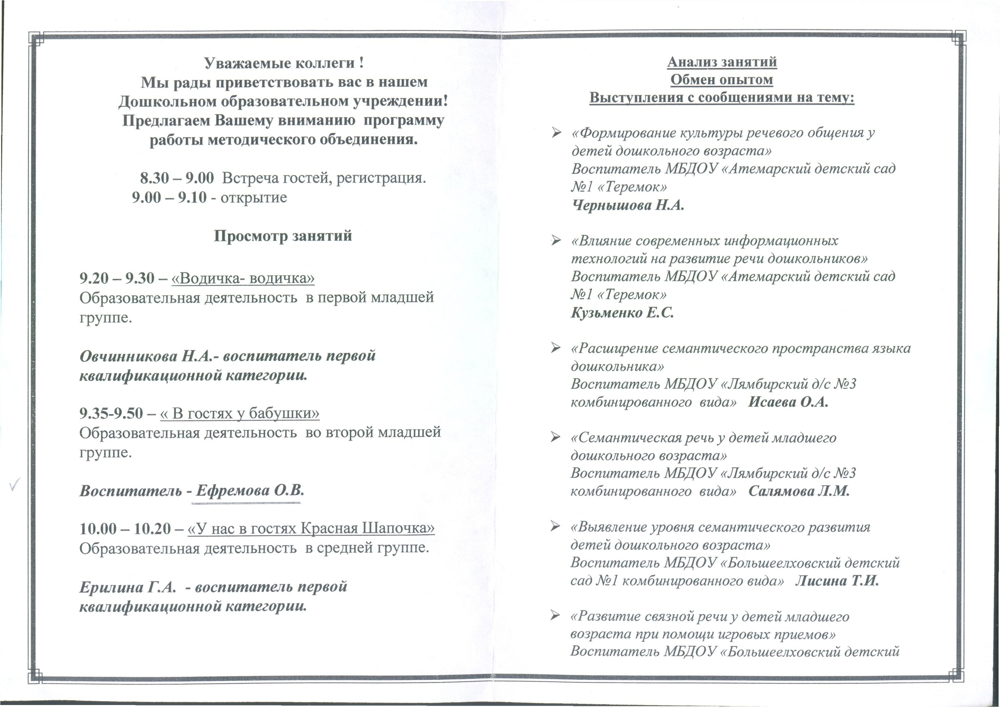 Уважаемые коллеги !
Мы рады приветствовать вас в нашем
Дошкольном образовательном учреждении!
Предлагаем Вашему вниманию программу
работы методического объединения.
8.30 – 9.00 Встреча гостей, регистрация.
9.00 – 9.10 - открытие
Просмотр занятий
9.20 – 9.30 – «Водичка- водичка»
Образовательная деятельность в первой младшей
группе.
Овчинникова Н.А.- воспитатель первой
квалификационной категории.
9.35-9.50 – « В гостях у бабушки»
Образовательная деятельность во второй младшей
группе.
Воспитатель - Ефремова О.В.
10.00 – 10.20 – «У нас в гостях Красная Шапочка»
Образовательная деятельность в средней группе.
Ерилина Г.А. - воспитатель первой
квалификационной категории.
Анализ занятий
Обмен опытом
Выступления с сообщениями на тему:
➢ «Формирование культуры речевого общения у
детей дошкольного возраста»
Воспитатель МБДОУ «Атемарский детский сад
№1 «Теремок»
Чернышова Н.А.
➢ «Влияние современных информационных
технологий на развитие речи дошкольников»
Воспитатель МБДОУ «Атемарский детский сад
№1 «Теремок»
Кузьменко Е.С.
➢ «Расширение семантического пространства языка
дошкольника»
Воспитатель МБДОУ «Лямбирский д/с №3
комбинированного вида» Исаева О.А.
➢ «Семантическая речь у детей младшего
дошкольного возраста»
Воспитатель МБДОУ «Лямбирский д/с №3
комбинированного вида» Салямова Л.М.
➢ «Выявление уровня семантического развития
детей дошкольного возраста»
Воспитатель МБДОУ «Большеелховский детский
сад №1 комбинированного вида» Лисина Т.И.
➢ «Развитие связной речи у детей младшего
возраста при помощи игровых приемов»
Воспитатель МБДОУ «Большеелховский детский